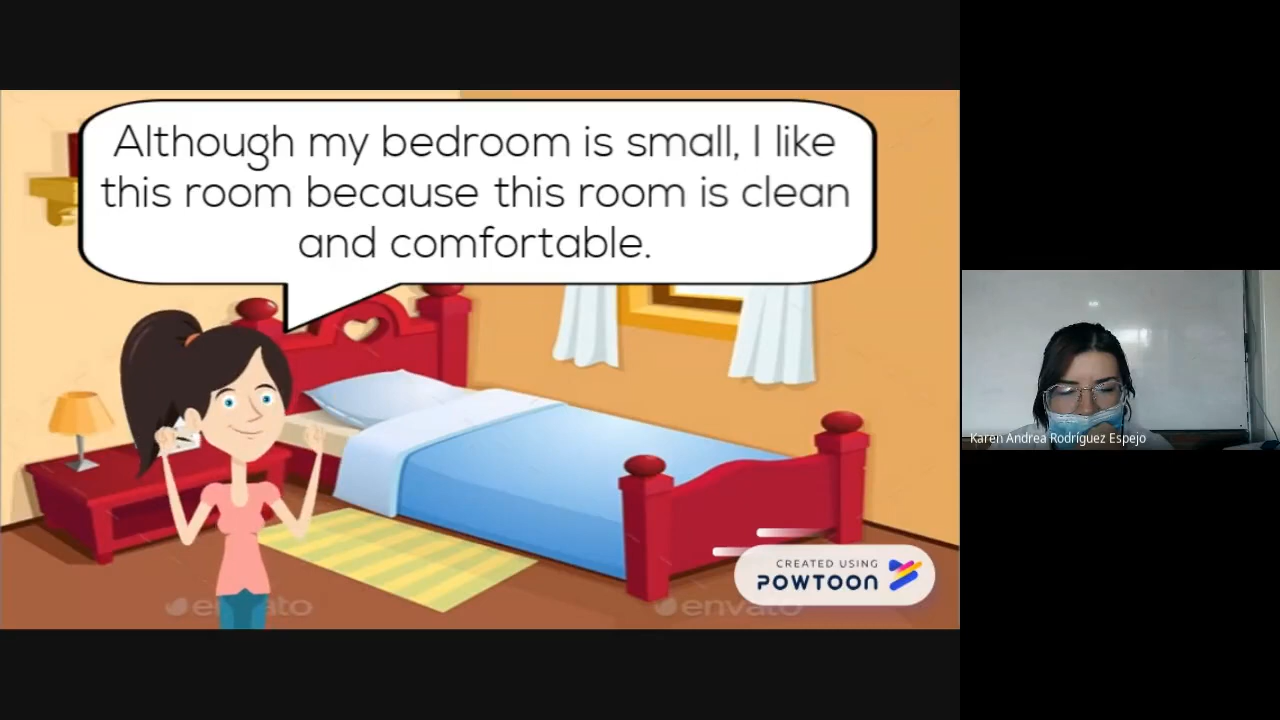 Although my bedroom is small, I like
this room because this room is clean
and comfortable.
CREATED USING
POWTOON
envato
envato
Karen Andrea Rodríguez Espejo